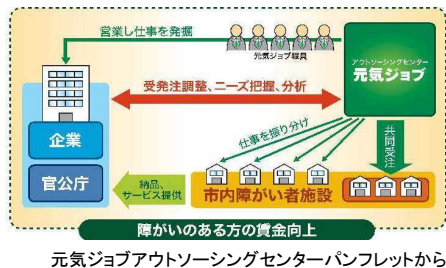 営業し仕事を発掘
元気ジョブ職員
アウトソーシングセンター
元気ジョブ
受発注調整、ニーズ把握、分析
企業
官公庁
仕事を振り分け
共同受注
納品、
サービス提供
市内障がい者施設
障がいのある方の賃金向上
元気ジョブアウトソーシングセンターパンフレットから